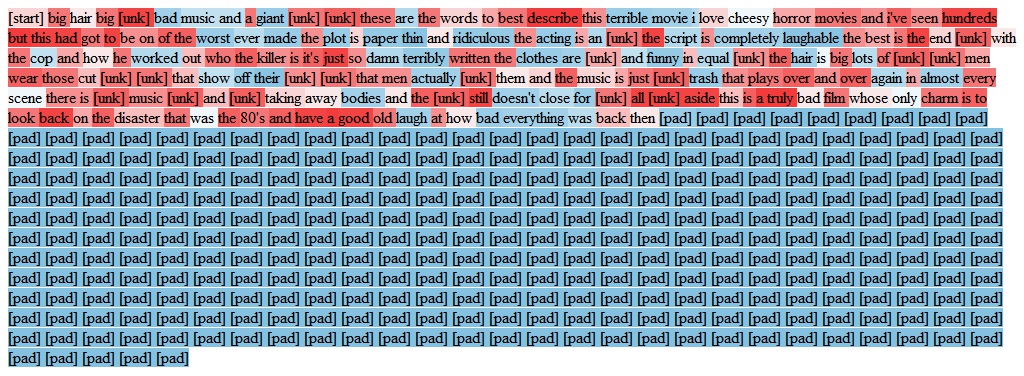 [start] big hair big [unk] bad music and a giant [unk] [unk] these are the words to best describe this terrible movie i love cheesy horror movies and i've seen hundreds
but this had got to be on of the worst ever made the plot is paper thin and ridiculous the acting is an [unk] the script is completely laughable the best is the end [unk] with
the cop and how he worked out who the killer is it's just so damn terribly written the clothes are [unk] and funny in equal [unk] the hair is big lots of [unk] [unk] men
wear those cut [unk] [unk] that show off their [unk] [unk] that men actually [unk] them and the music is just [unk] trash that plays over and over again in almost every
scene there is [unk] music [unk] and [unk] taking away bodies and the [unk] still doesn't close for [unk] all [unk] aside this is a truly bad film whose only charm is to
look back on the disaster that was the 80's and have a good old laugh at how bad everything was back then [pad] [pad] [pad] [pad] [pad] [pad] [pad] [pad] [pad]
[pad] [pad] [pad] [pad] [pad] [pad] [pad] [pad] [pad] [pad] [pad] [pad] [pad] [pad] [pad] [pad] [pad] [pad] [pad] [pad] [pad] [pad] [pad] [pad] [pad] [pad] [pad]
[pad] [pad] [pad] [pad] [pad] [pad] [pad] [pad] [pad] [pad] [pad] [pad] [pad] [pad] [pad] [pad] [pad] [pad] [pad] [pad] [pad] [pad] [pad] [pad] [pad] [pad] [pad]
[pad] [pad] [pad] [pad] [pad] [pad] [pad] [pad] [pad] [pad] [pad] [pad] [pad] [pad] [pad] [pad] [pad] [pad] [pad] [pad] [pad] [pad] [pad] [pad] [pad] [pad] [pad]
[pad] [pad] [pad] [pad] [pad] [pad] [pad] [pad] [pad] [pad] [pad] [pad] [pad] [pad] [pad] [pad] [pad] [pad] [pad] [pad] [pad] [pad] [pad] [pad] [pad] [pad] [pad]
[pad] [pad] [pad] [pad] [pad] [pad] [pad] [pad] [pad] [pad] [pad] [pad] [pad] [pad] [pad] [pad] [pad] [pad] [pad] [pad] [pad] [pad] [pad] [pad] [pad] [pad] [pad]
[pad] [pad] [pad] [pad] [pad] [pad] [pad] [pad] [pad] [pad] [pad] [pad] [pad] [pad] [pad] [pad] [pad] [pad] [pad] [pad] [pad] [pad] [pad] [pad] [pad] [pad] [pad]
[pad] [pad] [pad] [pad] [pad] [pad] [pad] [pad] [pad] [pad] [pad] [pad] [pad] [pad] [pad] [pad] [pad] [pad] [pad] [pad] [pad] [pad] [pad] [pad] [pad] [pad] [pad]
[pad] [pad] [pad] [pad] [pad] [pad] [pad] [pad] [pad] [pad] [pad] [pad] [pad] [pad] [pad] [pad] [pad] [pad] [pad] [pad] [pad] [pad] [pad] [pad] [pad] [pad] [pad]
[pad] [pad] [pad] [pad] [pad] [pad] [pad] [pad] [pad] [pad] [pad] [pad] [pad] [pad] [pad] [pad] [pad] [pad] [pad] [pad] [pad] [pad] [pad] [pad] [pad] [pad] [pad]
[pad] [pad] [pad] [pad] [pad] [pad] [pad] [pad] [pad] [pad] [pad] [pad] [pad] [pad] [pad] [pad] [pad] [pad] [pad] [pad] [pad] [pad] [pad] [pad] [pad] [pad] [pad]
[pad] [pad] [pad] [pad] [pad] [pad] [pad] [pad] [pad] [pad] [pad] [pad] [pad] [pad] [pad] [pad] [pad] [pad] [pad] [pad] [pad] [pad] [pad] [pad] [pad] [pad] [pad]
[pad] [pad] [pad] [pad] [pad]